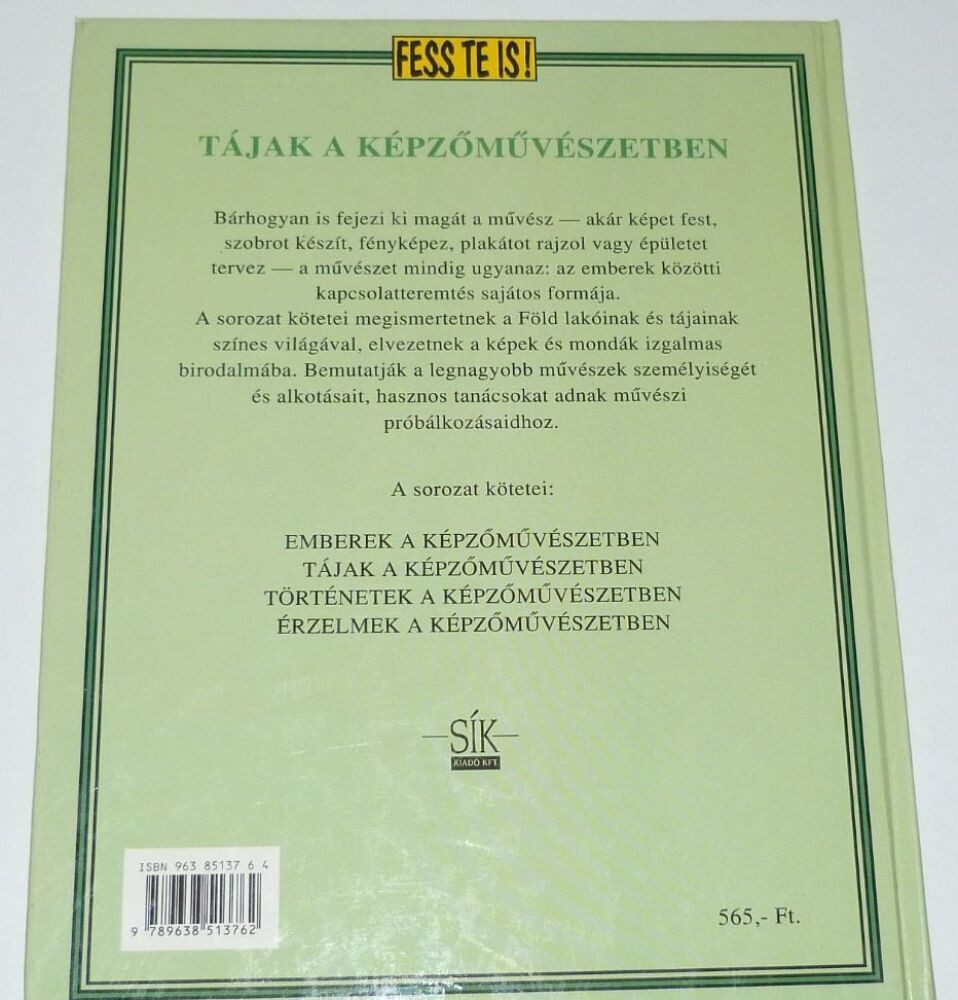 FESS TE IS!
TÁJAK A KÉPZŐMŰVÉSZETBEN
Bárhogyan is fejezi ki magát a művész — akár képet fest,
szobrot készít, fényképez, plakátot rajzol vagy épületet
tervez — a művészet mindig ugyanaz: az emberek közötti
kapcsolatteremtés sajátos formája.
A sorozat kötetei megismertetnek a Föld lakóinak és tájainak
színes világával, elvezetnek a képek és mondák izgalmas
birodalmába. Bemutatják a legnagyobb művészek személyiségét
és alkotásait, hasznos tanácsokat adnak művészi
próbálkozásaidhoz.
A sorozat kötetei:
EMBEREK A KÉPZŐMŰVÉSZETBEN
TÁJAK A KÉPZŐMŰVÉSZETBEN
TÖRTÉNETEK A KÉPZŐMŰVÉSZETBEN
ÉRZELMEK A KÉPZŐMŰVÉSZETBEN
SÍK
KIADÓ KFT.
ISBN 963 85137 6 4
9 789638 513762
565,- Ft.